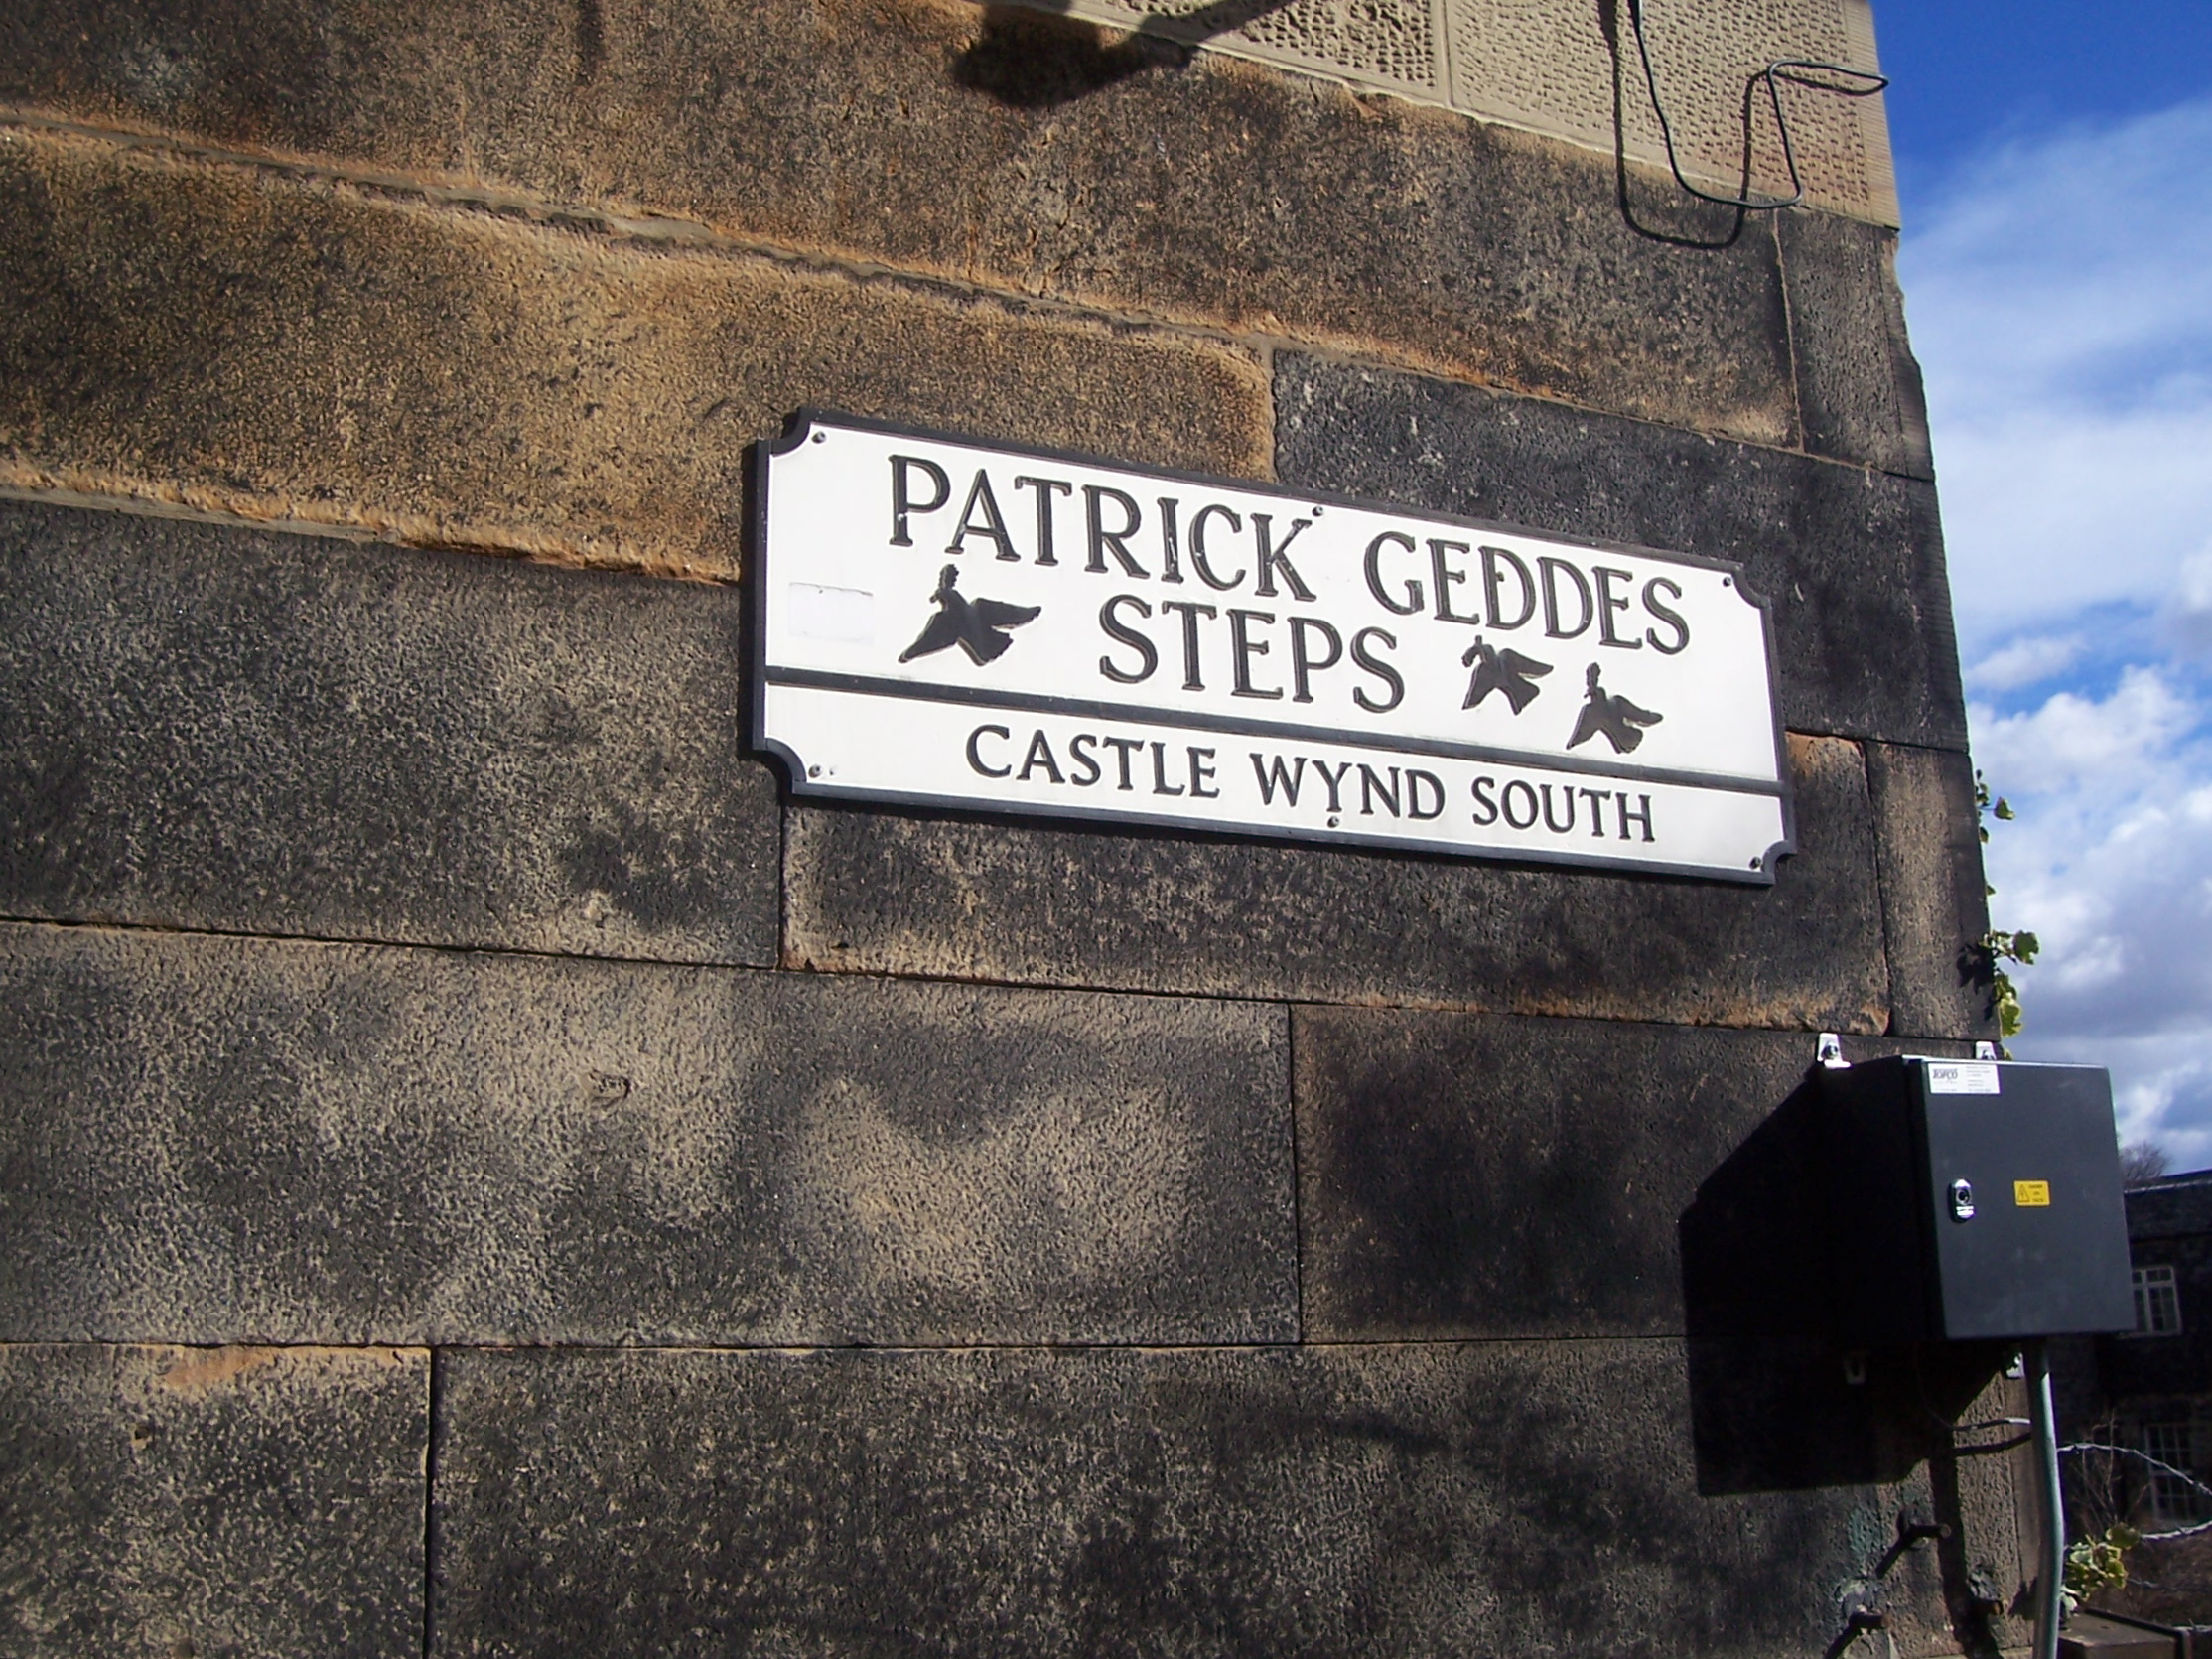 PATRICK GEDDES
STEPS
CASTLE WYND SOUTH